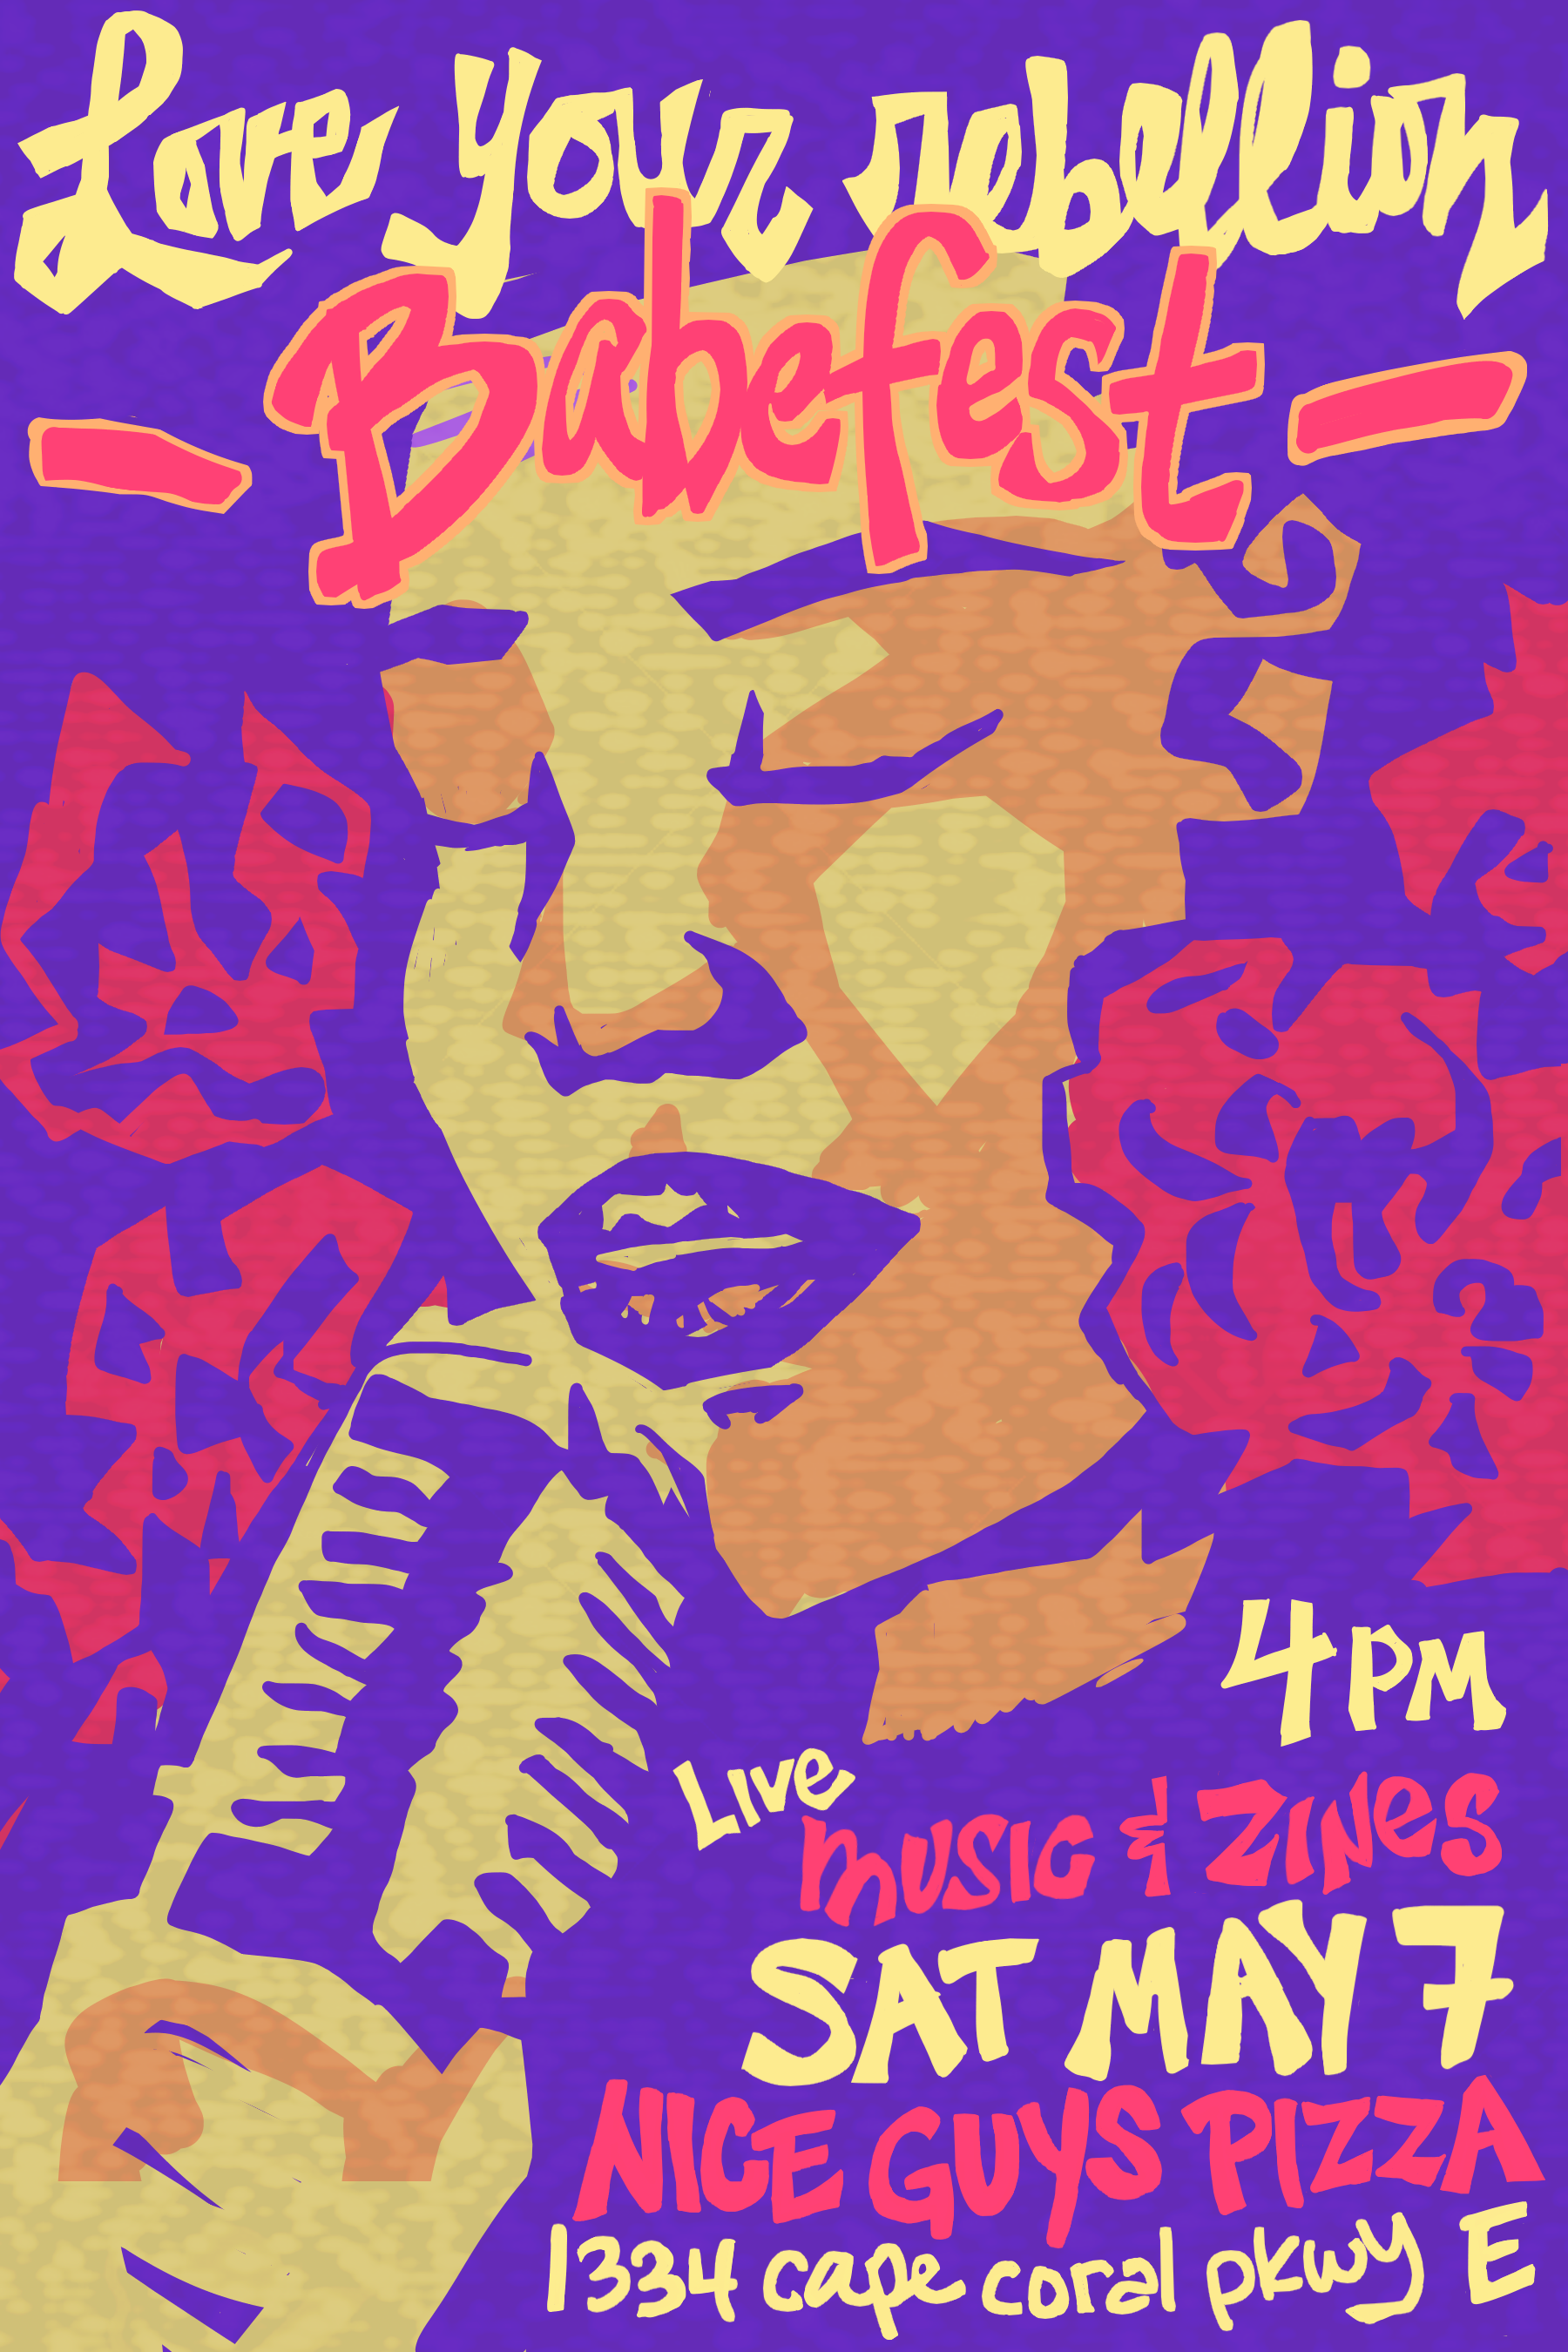 Love your rebellion
Babefest
4PM
Live
music & zines
SAT MAY 7
NICE GUYS PIZZA
1334 cape coral pkwy E